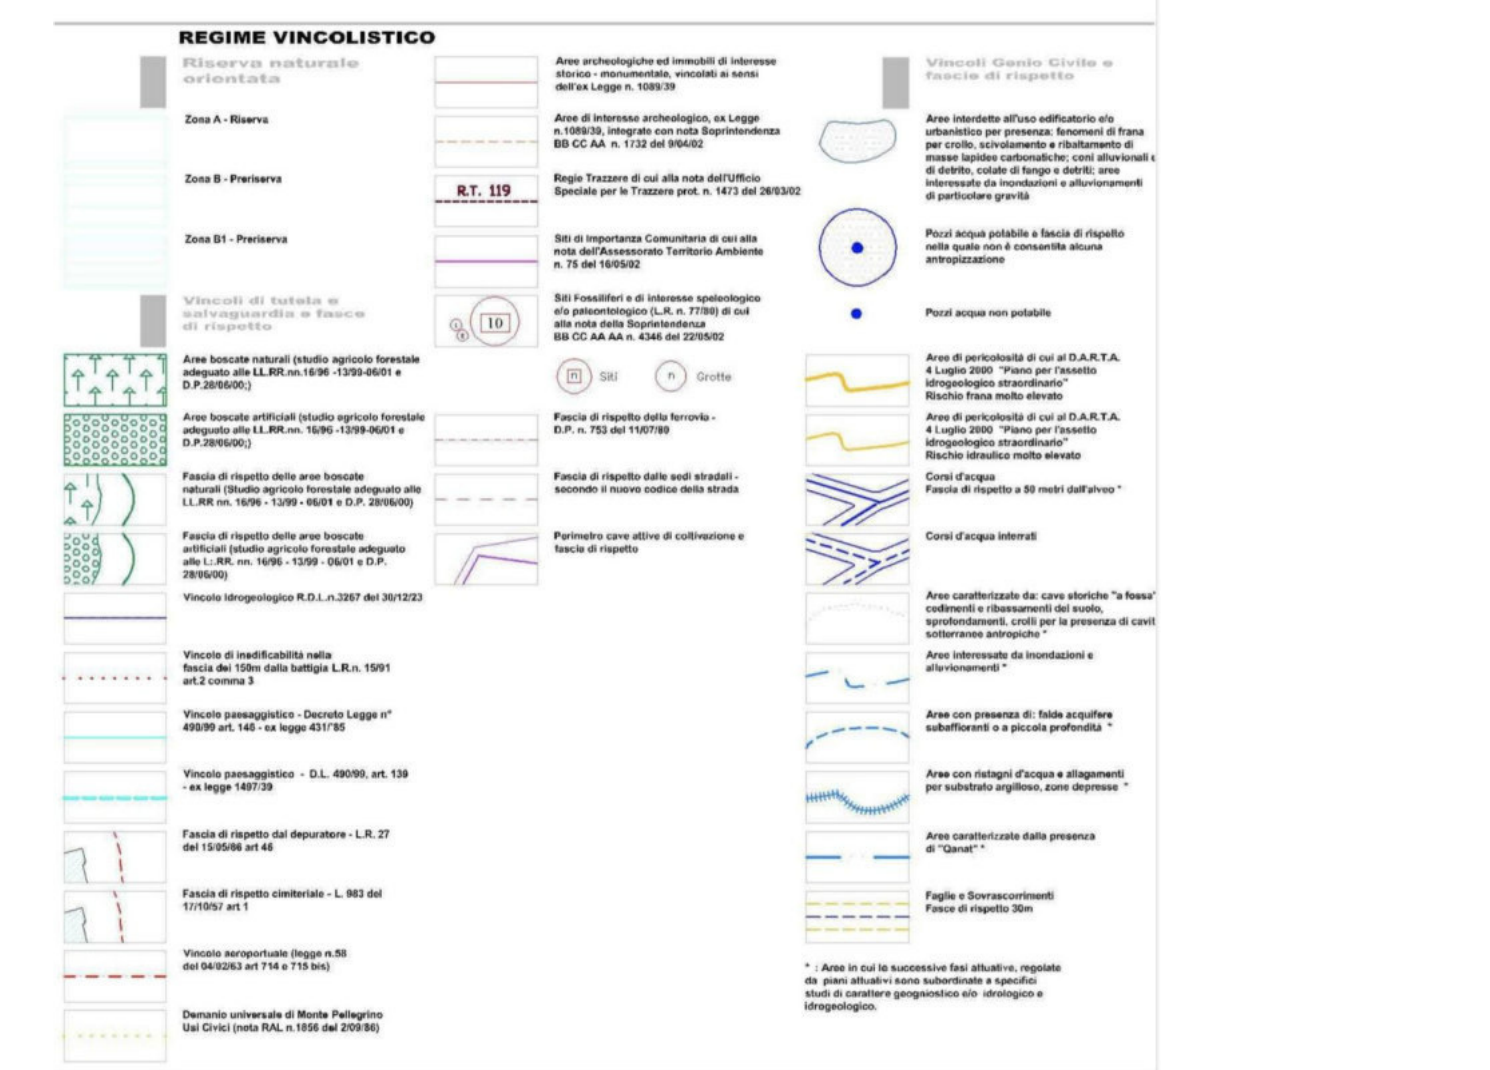 REGIME VINCOLISTICO
Riserva naturale
orientata
Zona A - Riserva
Zona B - Preriserva
Zona B1 - Preriserva
Vincoli di tutela e
salvaguardia e fasce
di rispetto
Aree boscate naturali (studio agricolo forestale
adeguato alle LL.RR.nn.16/96 -13/99-06/01 e
D.P.28/06/00;)
Aree boscate artificiali (studio agricolo forestale
adeguato alle LL.RR.nn. 16/96 -13/99-06/01 e
D.P.28/06/00;)
Fascia di rispetto delle aree boscate
naturali (Studio agricolo forestale adeguato alle
LL.RR nn. 16/96 - 13/99 - 06/01 e D.P. 28/06/00)
Fascia di rispetto delle aree boscate
artificiali (studio agricolo forestale adeguato
alle L:.RR. nn. 16/96 - 13/99 - 06/01 e D.P.
28/06/00)
Vincolo Idrogeologico R.D.L.n.3267 del 30/12/23
Vincolo di inedificabilità nella
fascia dei 150m dalla battigia L.R.n. 15/91
art.2 comma 3
Vincolo paesaggistico - Decreto Legge n°
490/99 art. 146 - ex legge 431/'85
Vincolo paesaggistico - D.L. 490/99, art. 139
- ex legge 1497/39
Fascia di rispetto dal depuratore - L.R. 27
del 15/05/86 art 46
Fascia di rispetto cimiteriale - L. 983 del
17/10/57 art 1
Vincolo aeroportuale (legge n.58
del 04/02/63 art 714 e 715 bis)
Demanio universale di Monte Pellegrino
Usi Civici (nota RAL n.1856 del 2/09/86)
Aree archeologiche ed immobili di interesse
storico - monumentale, vincolati ai sensi
dell'ex Legge n. 1089/39
Aree di interesse archeologico, ex Legge
n.1089/39, integrate con nota Soprintendenza
BB CC AA n. 1732 del 9/04/02
R.T. 119
Regie Trazzere di cui alla nota dell'Ufficio
Speciale per le Trazzere prot. n. 1473 del 26/03/02
Siti di Importanza Comunitaria di cui alla
nota dell'Assessorato Territorio Ambiente
n. 75 del 16/05/02
10
Siti Fossiliferi e di interesse speleologico
e/o paleontologico (L.R. n. 77/80) di cui
alla nota della Soprintendenza
BB CC AA AA n. 4346 del 22/05/02
n Siti n Grotte
Fascia di rispetto della ferrovia -
D.P. n. 753 del 11/07/80
Fascia di rispetto dalle sedi stradali -
secondo il nuovo codice della strada
Perimetro cave attive di coltivazione e
fascia di rispetto
Vincoli Genio Civile e
fascie di rispetto
Aree interdette all'uso edificatorio e/o
urbanistico per presenza: fenomeni di frana
per crollo, scivolamento e ribaltamento di
masse lapidee carbonatiche; coni alluvionali e
di detrito, colate di fango e detriti; aree
interessate da inondazioni e alluvionamenti
di particolare gravità
Pozzi acqua potabile e fascia di rispetto
nella quale non è consentita alcuna
antropizzazione
Pozzi acqua non potabile
Aree di pericolosità di cui al D.A.R.T.A.
4 Luglio 2000 "Piano per l'assetto
idrogeologico straordinario"
Rischio frana molto elevato
Aree di pericolosità di cui al D.A.R.T.A.
4 Luglio 2000 "Piano per l'assetto
idrogeologico straordinario"
Rischio idraulico molto elevato
Corsi d'acqua
Fascia di rispetto a 50 metri dall'alveo *
Corsi d'acqua interrati
Aree caratterizzate da: cave storiche "a fossa"
cedimenti e ribassamenti del suolo,
sprofondamenti, crolli per la presenza di cavit
sotterranee antropiche *
Aree interessate da inondazioni e
alluvionamenti *
Aree con presenza di: falde acquifere
subaffioranti o a piccola profondità *
Aree con ristagni d'acqua e allagamenti
per substrato argilloso, zone depresse *
Aree caratterizzate dalla presenza
di "Qanat" *
Faglie e Sovrascorrimenti
Fasce di rispetto 30m
* : Aree in cui le successive fasi attuative, regolate
da piani attuativi sono subordinate a specifici
studi di carattere geogniostico e/o idrologico e
idrogeologico.